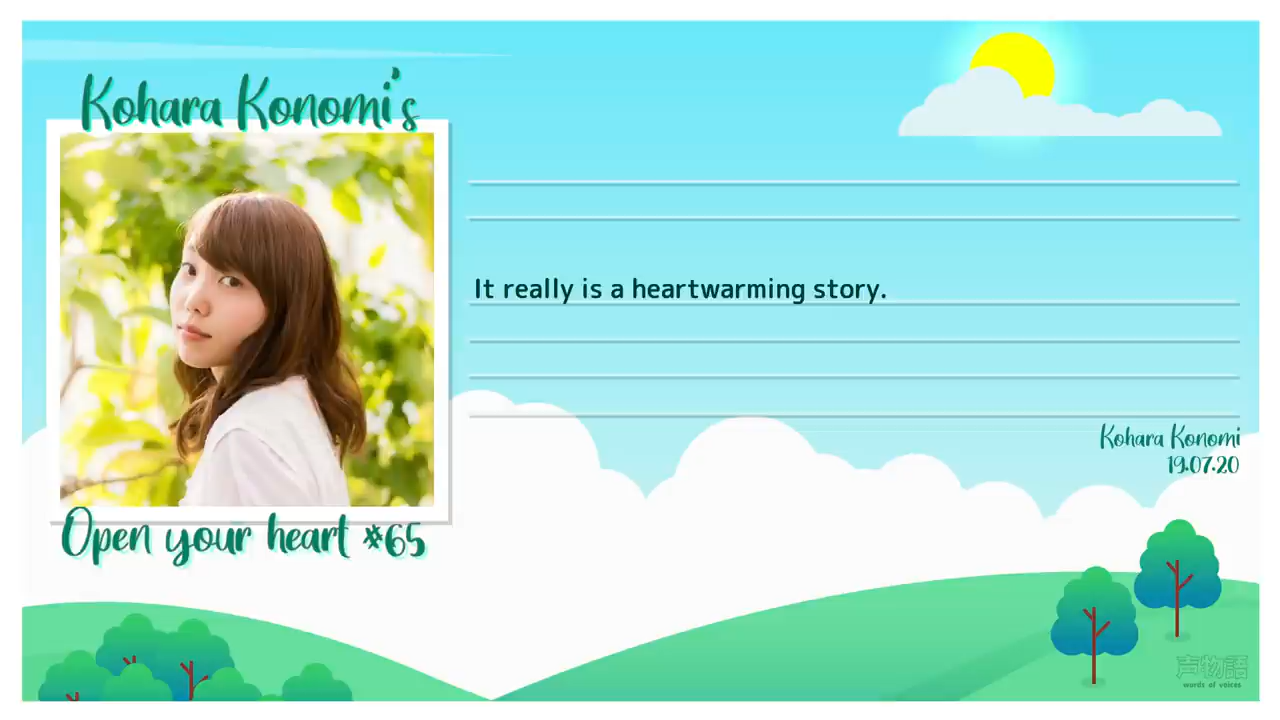 Kohara Konomi's
Open your heart #65
It really is a heartwarming story.
Kohara Konomi
19.07.20
声物語
words of voices